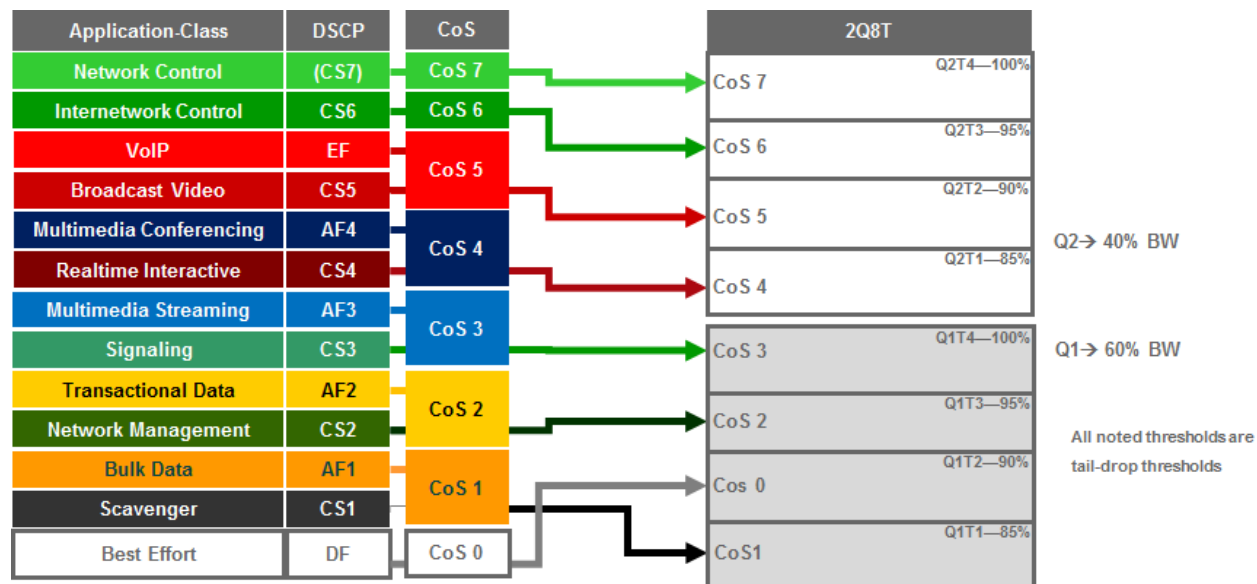 Application-Class DSCP CoS 2Q8T
Network Control (CS7) CoS 7
Internetwork Control CS6 CoS 6
VoIP EF CoS 5
Broadcast Video CS5
Multimedia Conferencing AF4 CoS 4
Realtime Interactive CS4
Multimedia Streaming AF3 CoS 3
Signaling CS3
Transactional Data AF2 CoS 2
Network Management CS2
Bulk Data AF1 CoS 1
Scavenger CS1
Best Effort DF CoS 0
Q2T4—100%
CoS 7
Q2T3—95%
CoS 6
Q2T2—90%
CoS 5
Q2T1—85%
CoS 4
Q2→ 40% BW
Q1T4—100%
CoS 3
Q1→ 60% BW
Q1T3—95%
CoS 2
Q1T2—90%
Cos 0
Q1T1—85%
CoS1
All noted thresholds are
tail-drop thresholds